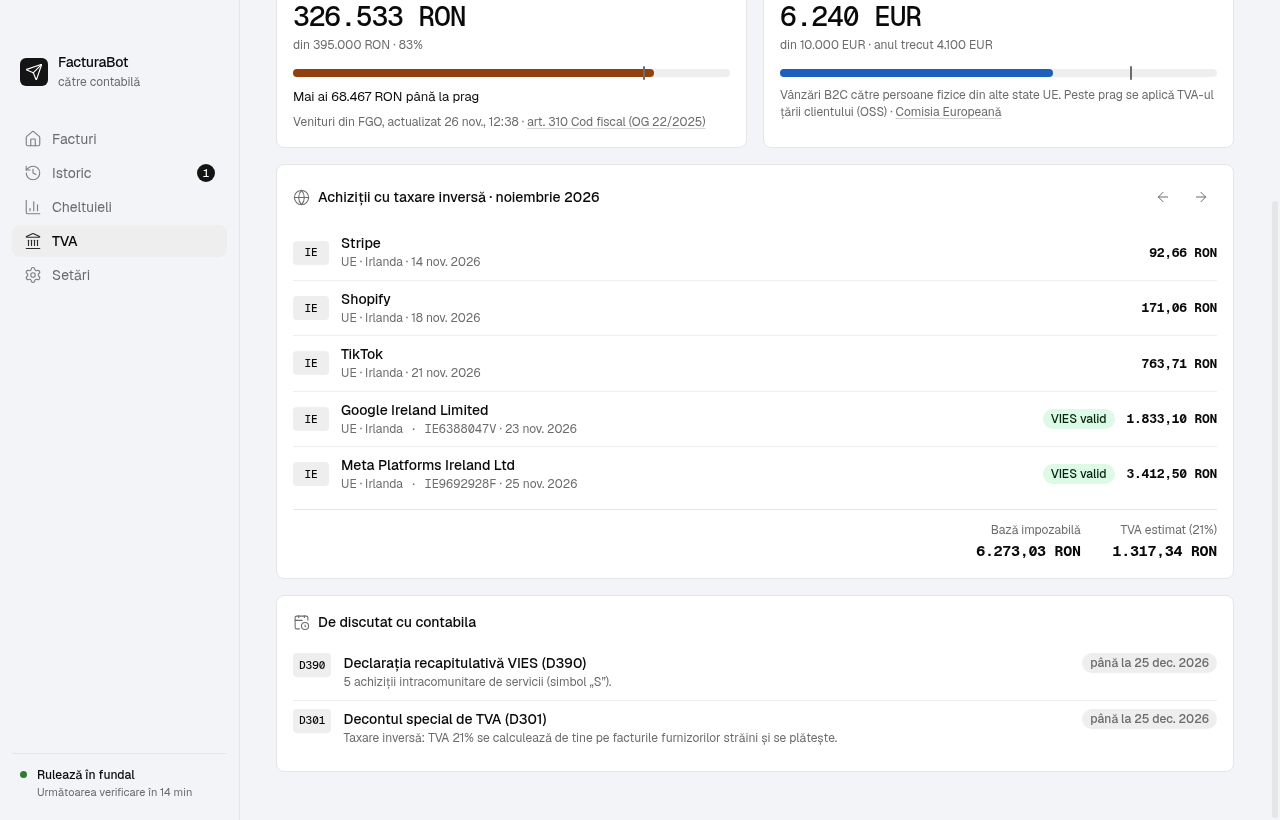 FacturaBot
către contabilă
Facturi
Istoric
1
Cheltuieli
TVA
Setări
Rulează în fundal
Următoarea verificare în 14 min
326.533 RON
din 395.000 RON · 83%
Mai ai 68.467 RON până la prag
Venituri din FGO, actualizat 26 nov., 12:38 · art. 310 Cod fiscal (OG 22/2025)
6.240 EUR
din 10.000 EUR · anul trecut 4.100 EUR
Vânzări B2C către persoane fizice din alte state UE. Peste prag se aplică TVA-ul
țării clientului (OSS) · Comisia Europeană
Achiziții cu taxare inversă · noiembrie 2026
IE
Stripe
UE · Irlanda · 14 nov. 2026
92,66 RON
IE
Shopify
UE · Irlanda · 18 nov. 2026
171,06 RON
IE
TikTok
UE · Irlanda · 21 nov. 2026
763,71 RON
IE
Google Ireland Limited
UE · Irlanda · IE6388047V · 23 nov. 2026
VIES valid
1.833,10 RON
IE
Meta Platforms Ireland Ltd
UE · Irlanda · IE9692928F · 25 nov. 2026
VIES valid
3.412,50 RON
Bază impozabilă
6.273,03 RON
TVA estimat (21%)
1.317,34 RON
De discutat cu contabila
D390
Declarația recapitulativă VIES (D390)
5 achiziții intracomunitare de servicii (simbol „S”).
până la 25 dec. 2026
D301
Decontul special de TVA (D301)
Taxare inversă: TVA 21% se calculează de tine pe facturile furnizorilor străini și se plătește.
până la 25 dec. 2026